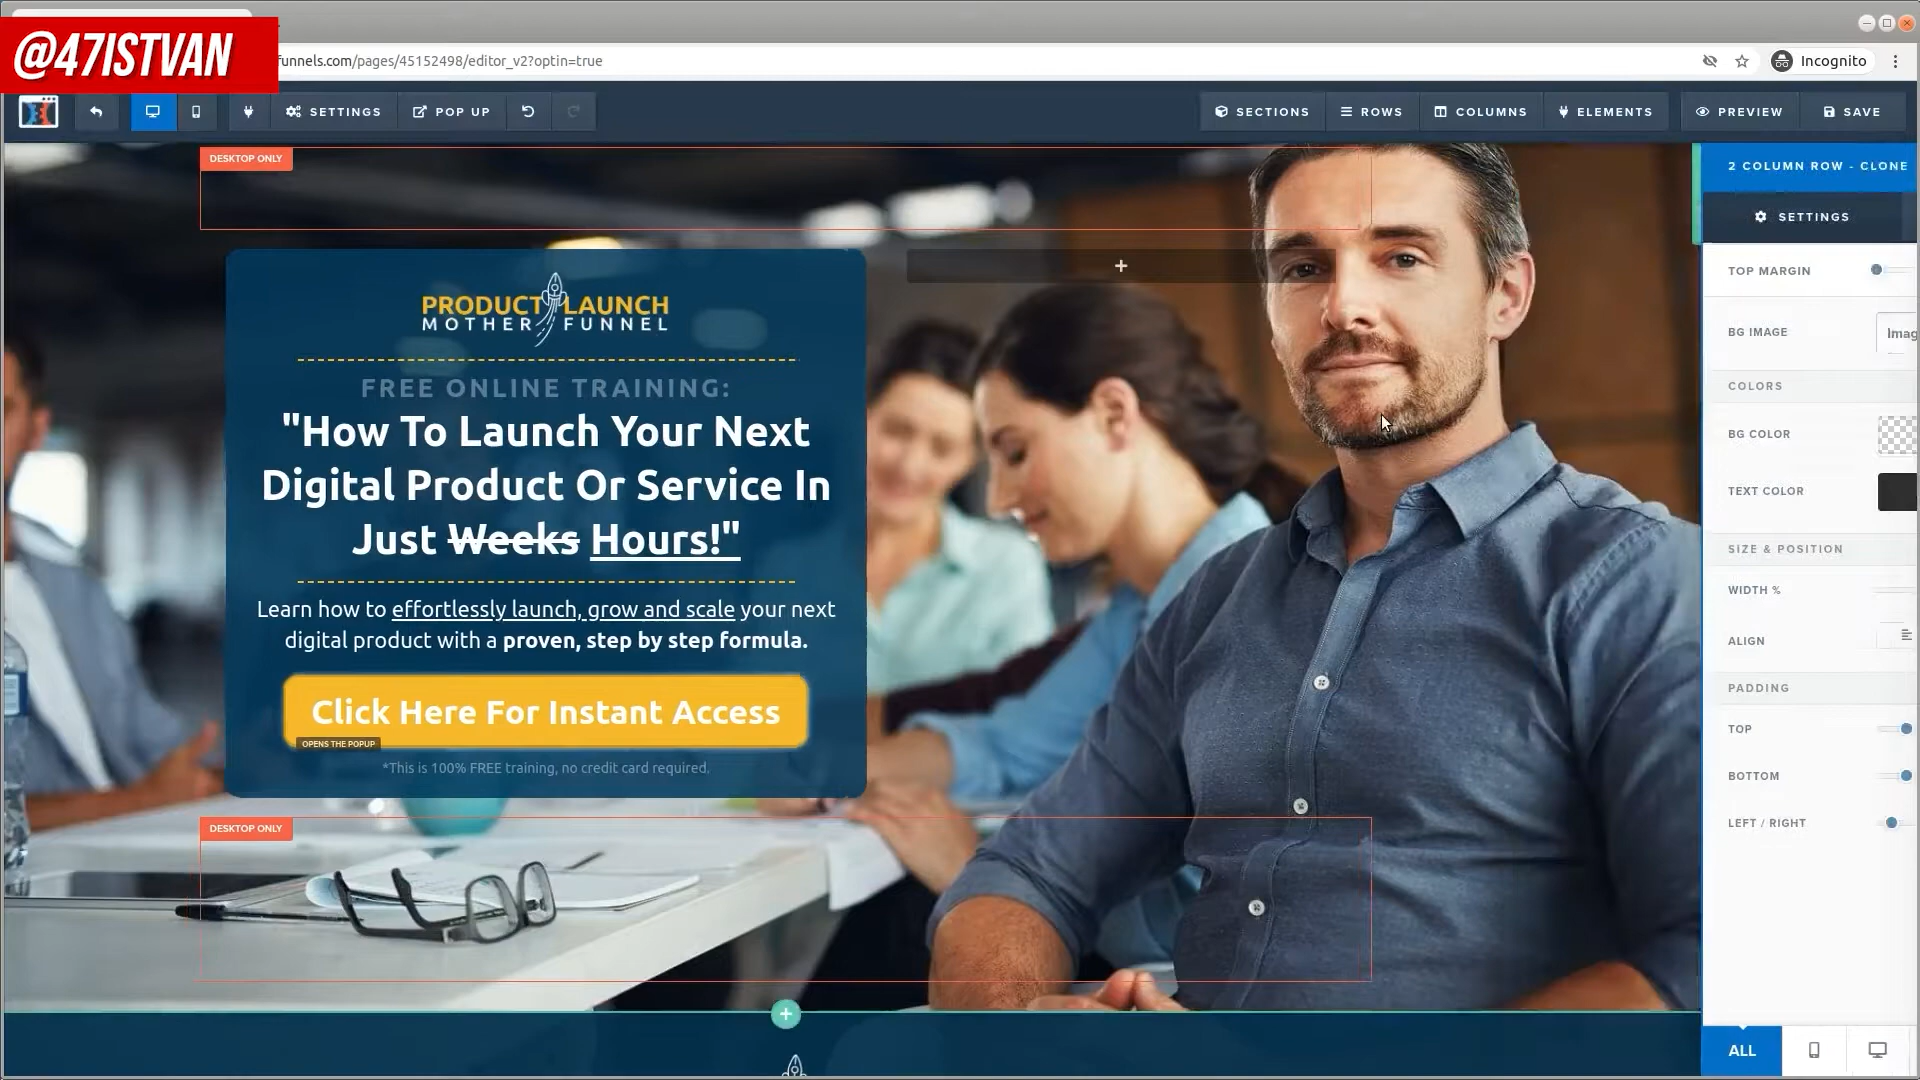 @47ISTVAN
funnels.com/pages/45152498/editor_v2?optin=true
Incognito
SETTINGS
POP UP
SECTIONS
ROWS
COLUMNS
ELEMENTS
PREVIEW
SAVE
DESKTOP ONLY
PRODUCT LAUNCH
MOTHER FUNNEL
FREE ONLINE TRAINING:
"How To Launch Your Next
Digital Product Or Service In
Just Weeks Hours!"
Learn how to effortlessly launch, grow and scale your next
digital product with a proven, step by step formula.
Click Here For Instant Access
OPENS THE POPUP
*This is 100% FREE training, no credit card required.
DESKTOP ONLY
2 COLUMN ROW - CLONE
SETTINGS
TOP MARGIN
BG IMAGE
Imag
COLORS
BG COLOR
TEXT COLOR
SIZE & POSITION
WIDTH %
ALIGN
PADDING
TOP
BOTTOM
LEFT / RIGHT
ALL